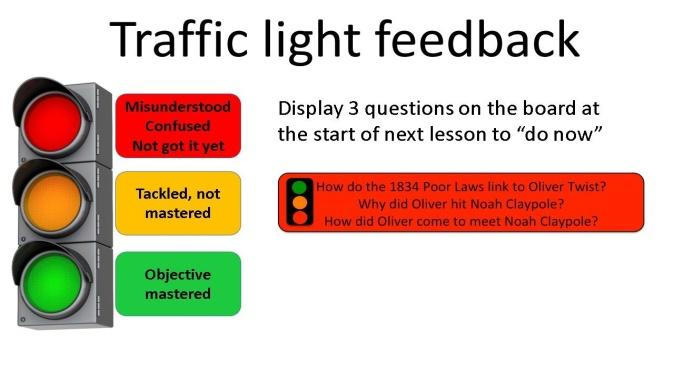 Traffic light feedback
Misunderstood
Confused
Not got it yet
Tackled, not
mastered
Objective
mastered
Display 3 questions on the board at
the start of next lesson to “do now”
How do the 1834 Poor Laws link to Oliver Twist?
Why did Oliver hit Noah Claypole?
How did Oliver come to meet Noah Claypole?